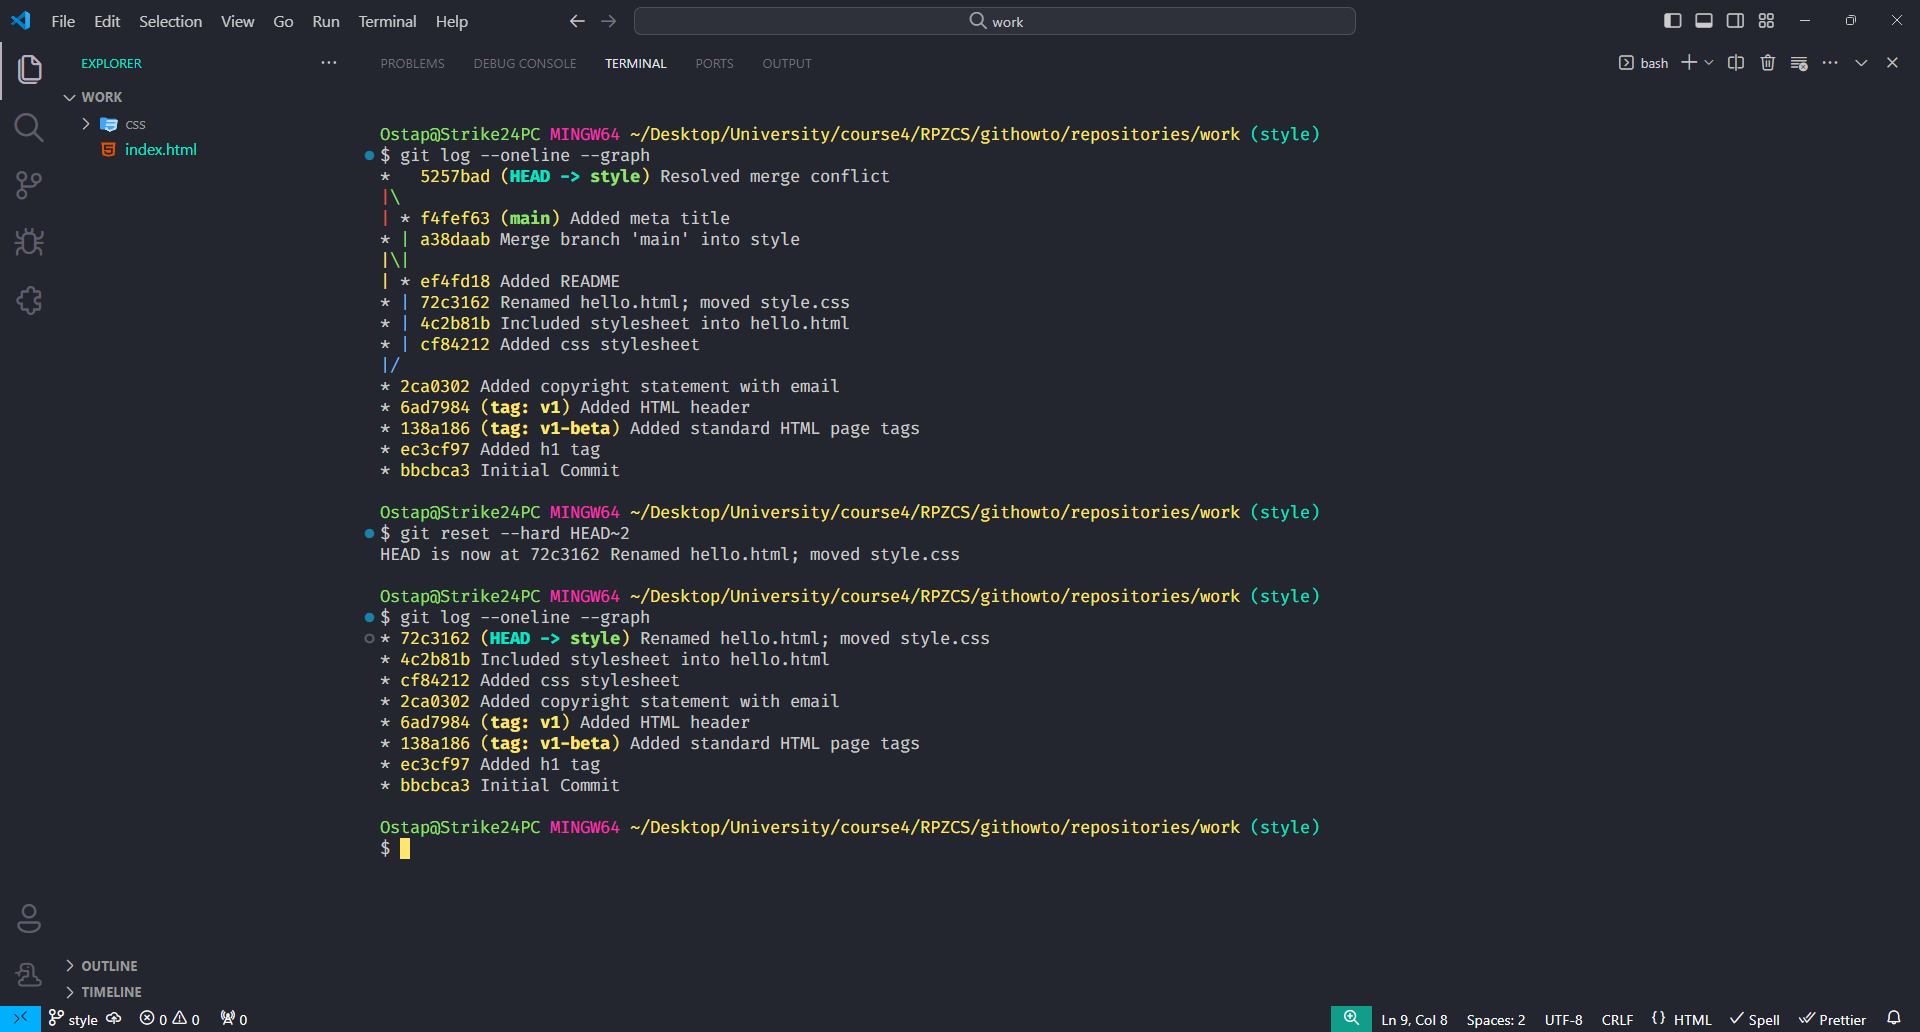 File Edit Selection View Go Run Terminal Help
work
EXPLORER
PROBLEMS DEBUG CONSOLE TERMINAL PORTS OUTPUT
bash
WORK
css
index.html
Ostap@Strike24PC MINGW64 ~/Desktop/University/course4/RPZCS/githowto/repositories/work (style)
$ git log --oneline --graph
*   5257bad (HEAD -> style) Resolved merge conflict
|\
| * f4fef63 (main) Added meta title
* | a38daab Merge branch 'main' into style
|\|
| * ef4fd18 Added README
* | 72c3162 Renamed hello.html; moved style.css
* | 4c2b81b Included stylesheet into hello.html
* | cf84212 Added css stylesheet
|/
* 2ca0302 Added copyright statement with email
* 6ad7984 (tag: v1) Added HTML header
* 138a186 (tag: v1-beta) Added standard HTML page tags
* ec3cf97 Added h1 tag
* bbcbca3 Initial Commit
Ostap@Strike24PC MINGW64 ~/Desktop/University/course4/RPZCS/githowto/repositories/work (style)
$ git reset --hard HEAD~2
HEAD is now at 72c3162 Renamed hello.html; moved style.css
Ostap@Strike24PC MINGW64 ~/Desktop/University/course4/RPZCS/githowto/repositories/work (style)
$ git log --oneline --graph
* 72c3162 (HEAD -> style) Renamed hello.html; moved style.css
* 4c2b81b Included stylesheet into hello.html
* cf84212 Added css stylesheet
* 2ca0302 Added copyright statement with email
* 6ad7984 (tag: v1) Added HTML header
* 138a186 (tag: v1-beta) Added standard HTML page tags
* ec3cf97 Added h1 tag
* bbcbca3 Initial Commit
Ostap@Strike24PC MINGW64 ~/Desktop/University/course4/RPZCS/githowto/repositories/work (style)
$
OUTLINE
TIMELINE
style 0 0 0 Ln 9, Col 8 Spaces: 2 UTF-8 CRLF {} HTML Spell Prettier